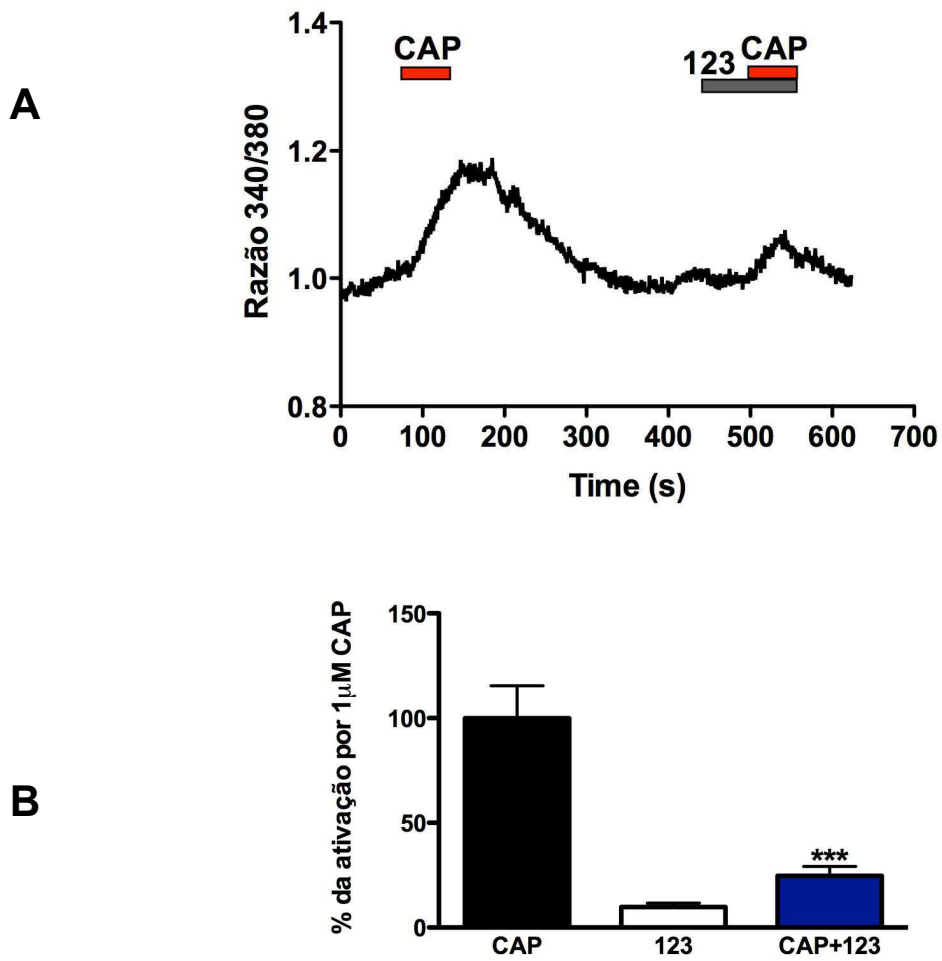 A
Razão 340/380
1.4
1.2
1.0
0.8
CAP
123
CAP
0 100 200 300 400 500 600 700
Time (s)
B
% da ativação por 1µM CAP
150
100
50
0
***
CAP 123 CAP+123